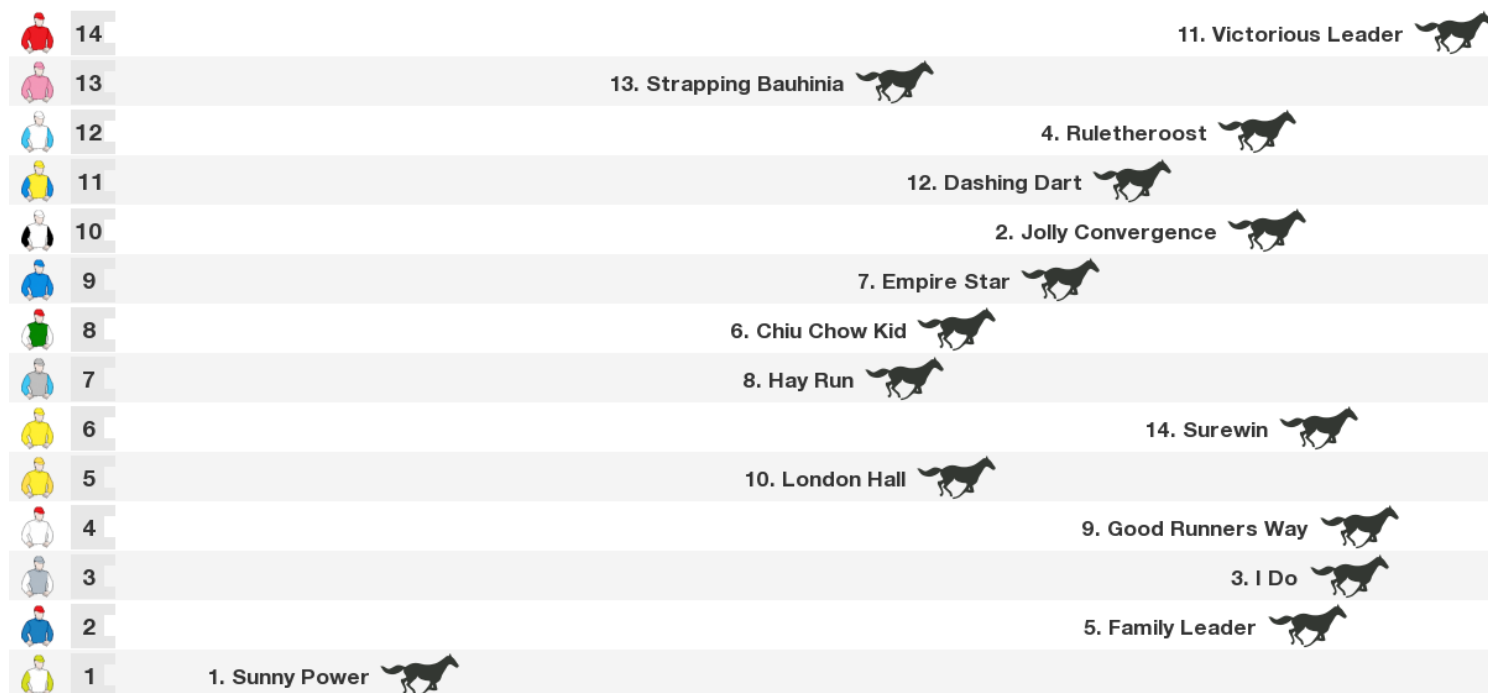 14 11. Victorious Leader
13 13. Strapping Bauhinia
12 4. Ruletheroost
11 12. Dashing Dart
10 2. Jolly Convergence
9 7. Empire Star
8 6. Chiu Chow Kid
7 8. Hay Run
6 14. Surewin
5 10. London Hall
4 9. Good Runners Way
3 3. I Do
2 5. Family Leader
1 1. Sunny Power